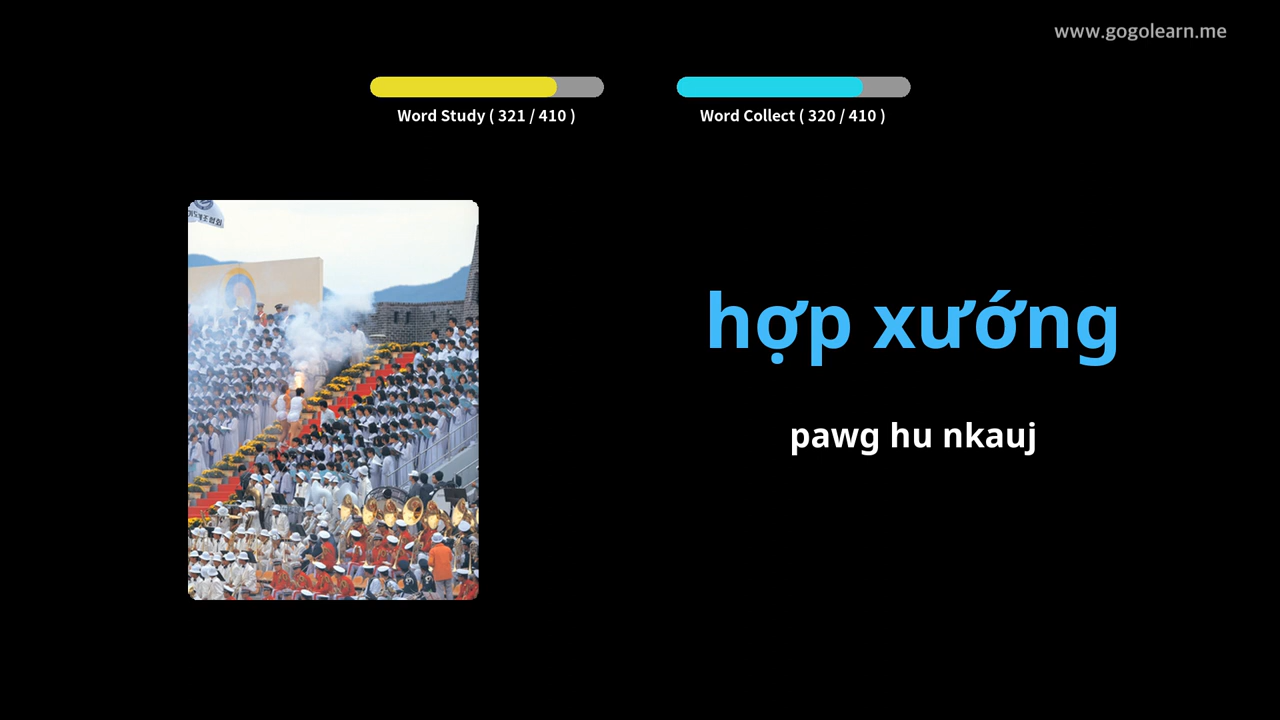 www.gogolearn.me
Word Study ( 321 / 410 )
Word Collect ( 320 / 410 )
hợp xướng
pawg hu nkauj